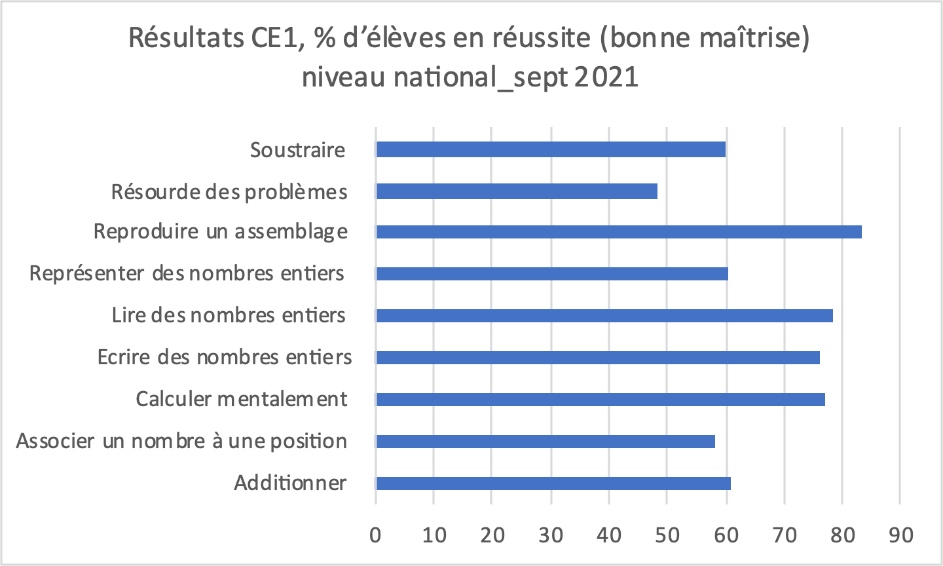 Résultats CE1, % d’élèves en réussite (bonne maîtrise)
niveau national_sept 2021
Soustraire
Résourde des problèmes
Reproduire un assemblage
Représenter des nombres entiers
Lire des nombres entiers
Ecrire des nombres entiers
Calculer mentalement
Associer un nombre à une position
Additionner
0 10 20 30 40 50 60 70 80 90